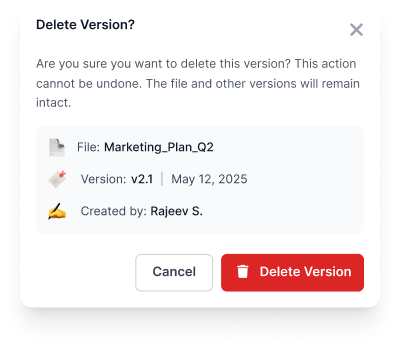 Delete Version?
Are you sure you want to delete this version? This action
cannot be undone. The file and other versions will remain
intact.
File: Marketing_Plan_Q2
Version: v2.1 | May 12, 2025
Created by: Rajeev S.
Cancel
Delete Version